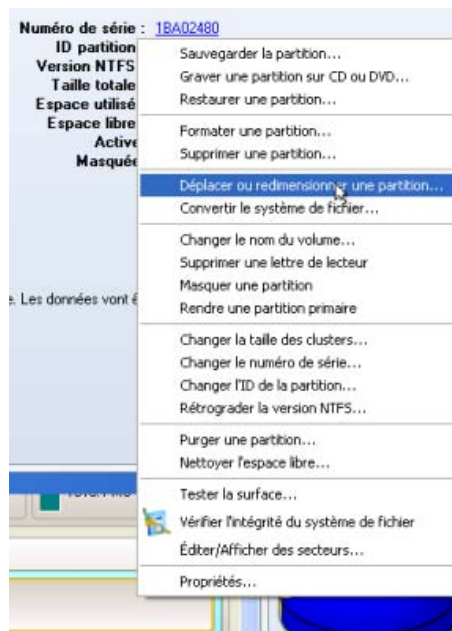 Numéro de série : 1BA02480
ID partition
Version NTFS
Taille totale
Espace utilisé
Espace libre
Active
Masquée
e. Les données vont ê
Sauvegarder la partition...
Graver une partition sur CD ou DVD...
Restaurer une partition...
Formater une partition...
Supprimer une partition...
Déplacer ou redimensionner une partition...
Convertir le système de fichier...
Changer le nom du volume...
Supprimer une lettre de lecteur
Masquer une partition
Rendre une partition primaire
Changer la taille des clusters...
Changer le numéro de série...
Changer l'ID de la partition...
Rétrograder la version NTFS...
Purger une partition...
Nettoyer l'espace libre...
Tester la surface...
Vérifier l'intégrité du système de fichier
Éditer/Afficher des secteurs...
Propriétés...